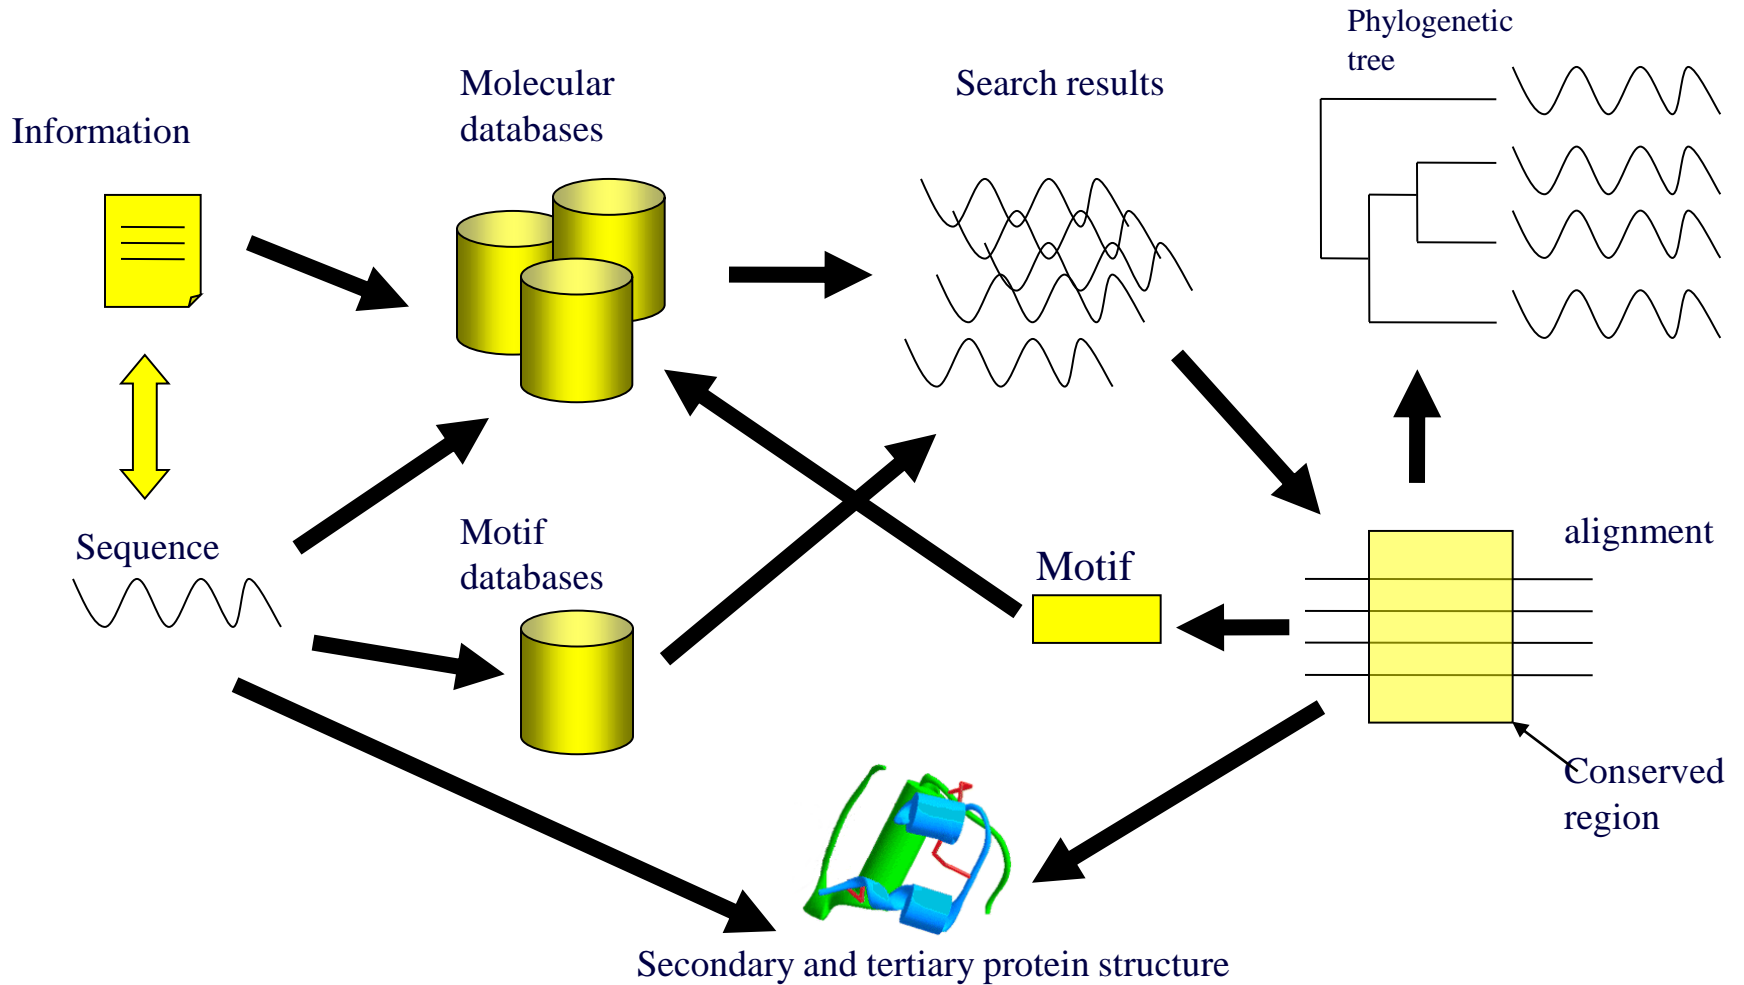 Phylogenetic
tree
Molecular
databases
Search results
Information
Sequence
Motif
databases
Motif
alignment
Conserved
region
Secondary and tertiary protein structure